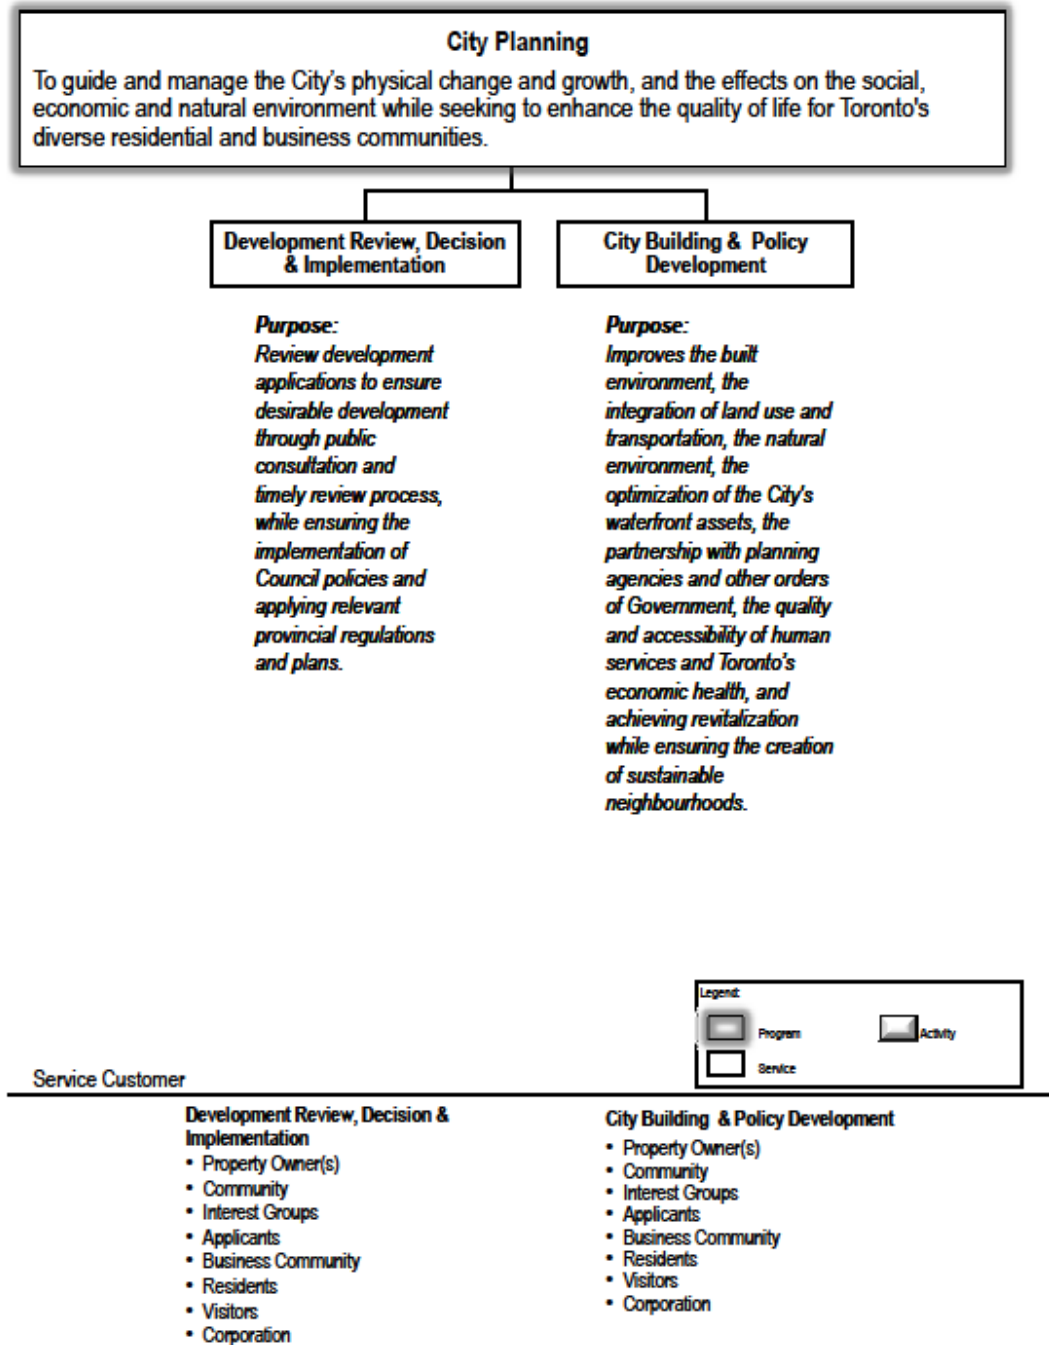 City Planning
To guide and manage the City's physical change and growth, and the effects on the social,
economic and natural environment while seeking to enhance the quality of life for Toronto's
diverse residential and business communities.
Development Review, Decision
& Implementation
City Building & Policy
Development
Purpose:
Review development
applications to ensure
desirable development
through public
consultation and
timely review process,
while ensuring the
implementation of
Council policies and
applying relevant
provincial regulations
and plans.
Purpose:
Improves the built
environment, the
integration of land use and
transportation, the natural
environment, the
optimization of the City's
waterfront assets, the
partnership with planning
agencies and other orders
of Government, the quality
and accessibility of human
services and Toronto's
economic health, and
achieving revitalization
while ensuring the creation
of sustainable
neighbourhoods.
Legend:
Program
Activity
Service
Service Customer
Development Review, Decision &
Implementation
• Property Owner(s)
• Community
• Interest Groups
• Applicants
• Business Community
• Residents
• Visitors
• Corporation
City Building & Policy Development
• Property Owner(s)
• Community
• Interest Groups
• Applicants
• Business Community
• Residents
• Visitors
• Corporation